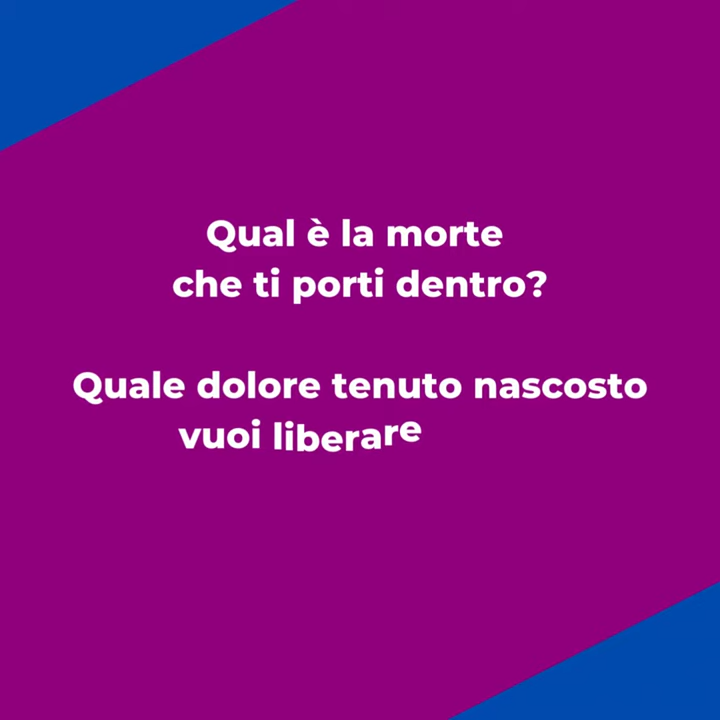 Qual è la morte
che ti porti dentro?
Quale dolore tenuto nascosto
vuoi liberare